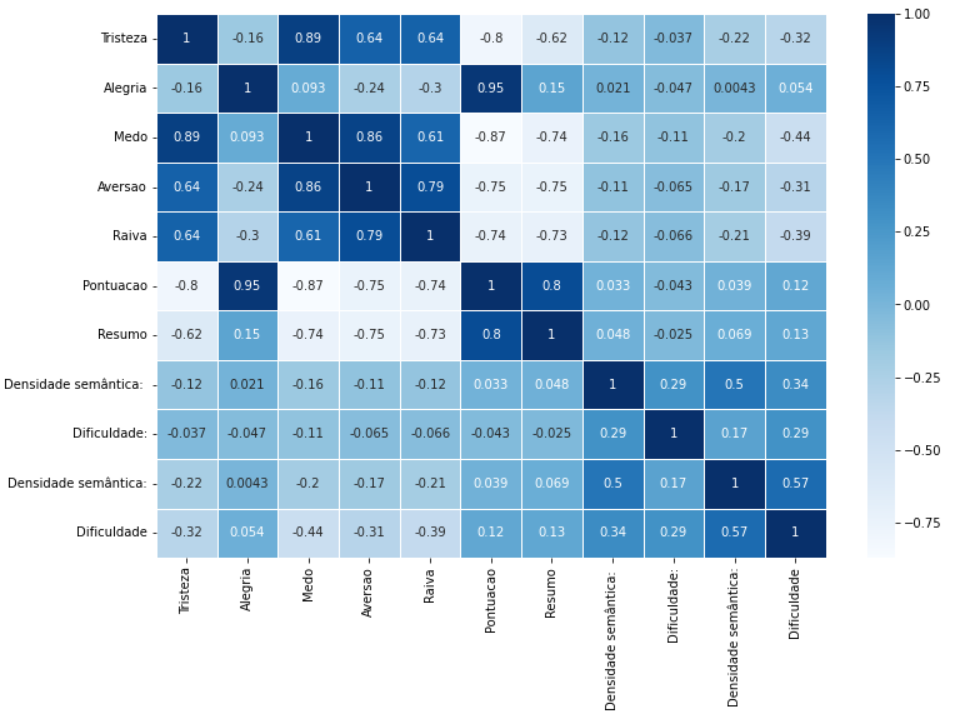 Tristeza 1 -0.16 0.89 0.64 0.64 -0.8 -0.62 -0.12 -0.037 -0.22 -0.32
Alegria -0.16 1 0.093 -0.24 -0.3 0.95 0.15 0.021 -0.047 0.0043 0.054
Medo 0.89 0.093 1 0.86 0.61 -0.87 -0.74 -0.16 -0.11 -0.2 -0.44
Aversao 0.64 -0.24 0.86 1 0.79 -0.75 -0.75 -0.11 -0.065 -0.17 -0.31
Raiva 0.64 -0.3 0.61 0.79 1 -0.74 -0.73 -0.12 -0.066 -0.21 -0.39
Pontuacao -0.8 0.95 -0.87 -0.75 -0.74 1 0.8 0.033 -0.043 0.039 0.12
Resumo -0.62 0.15 -0.74 -0.75 -0.73 0.8 1 0.048 -0.025 0.069 0.13
Densidade semântica: -0.12 0.021 -0.16 -0.11 -0.12 0.033 0.048 1 0.29 0.5 0.34
Dificuldade: -0.037 -0.047 -0.11 -0.065 -0.066 -0.043 -0.025 0.29 1 0.17 0.29
Densidade semântica: -0.22 0.0043 -0.2 -0.17 -0.21 0.039 0.069 0.5 0.17 1 0.57
Dificuldade -0.32 0.054 -0.44 -0.31 -0.39 0.12 0.13 0.34 0.29 0.57 1
Tristeza
Alegria
Medo
Aversao
Raiva
Pontuacao
Resumo
Densidade semântica:
Dificuldade:
Densidade semântica:
Dificuldade
1.00
0.75
0.50
0.25
0.00
−0.25
−0.50
−0.75